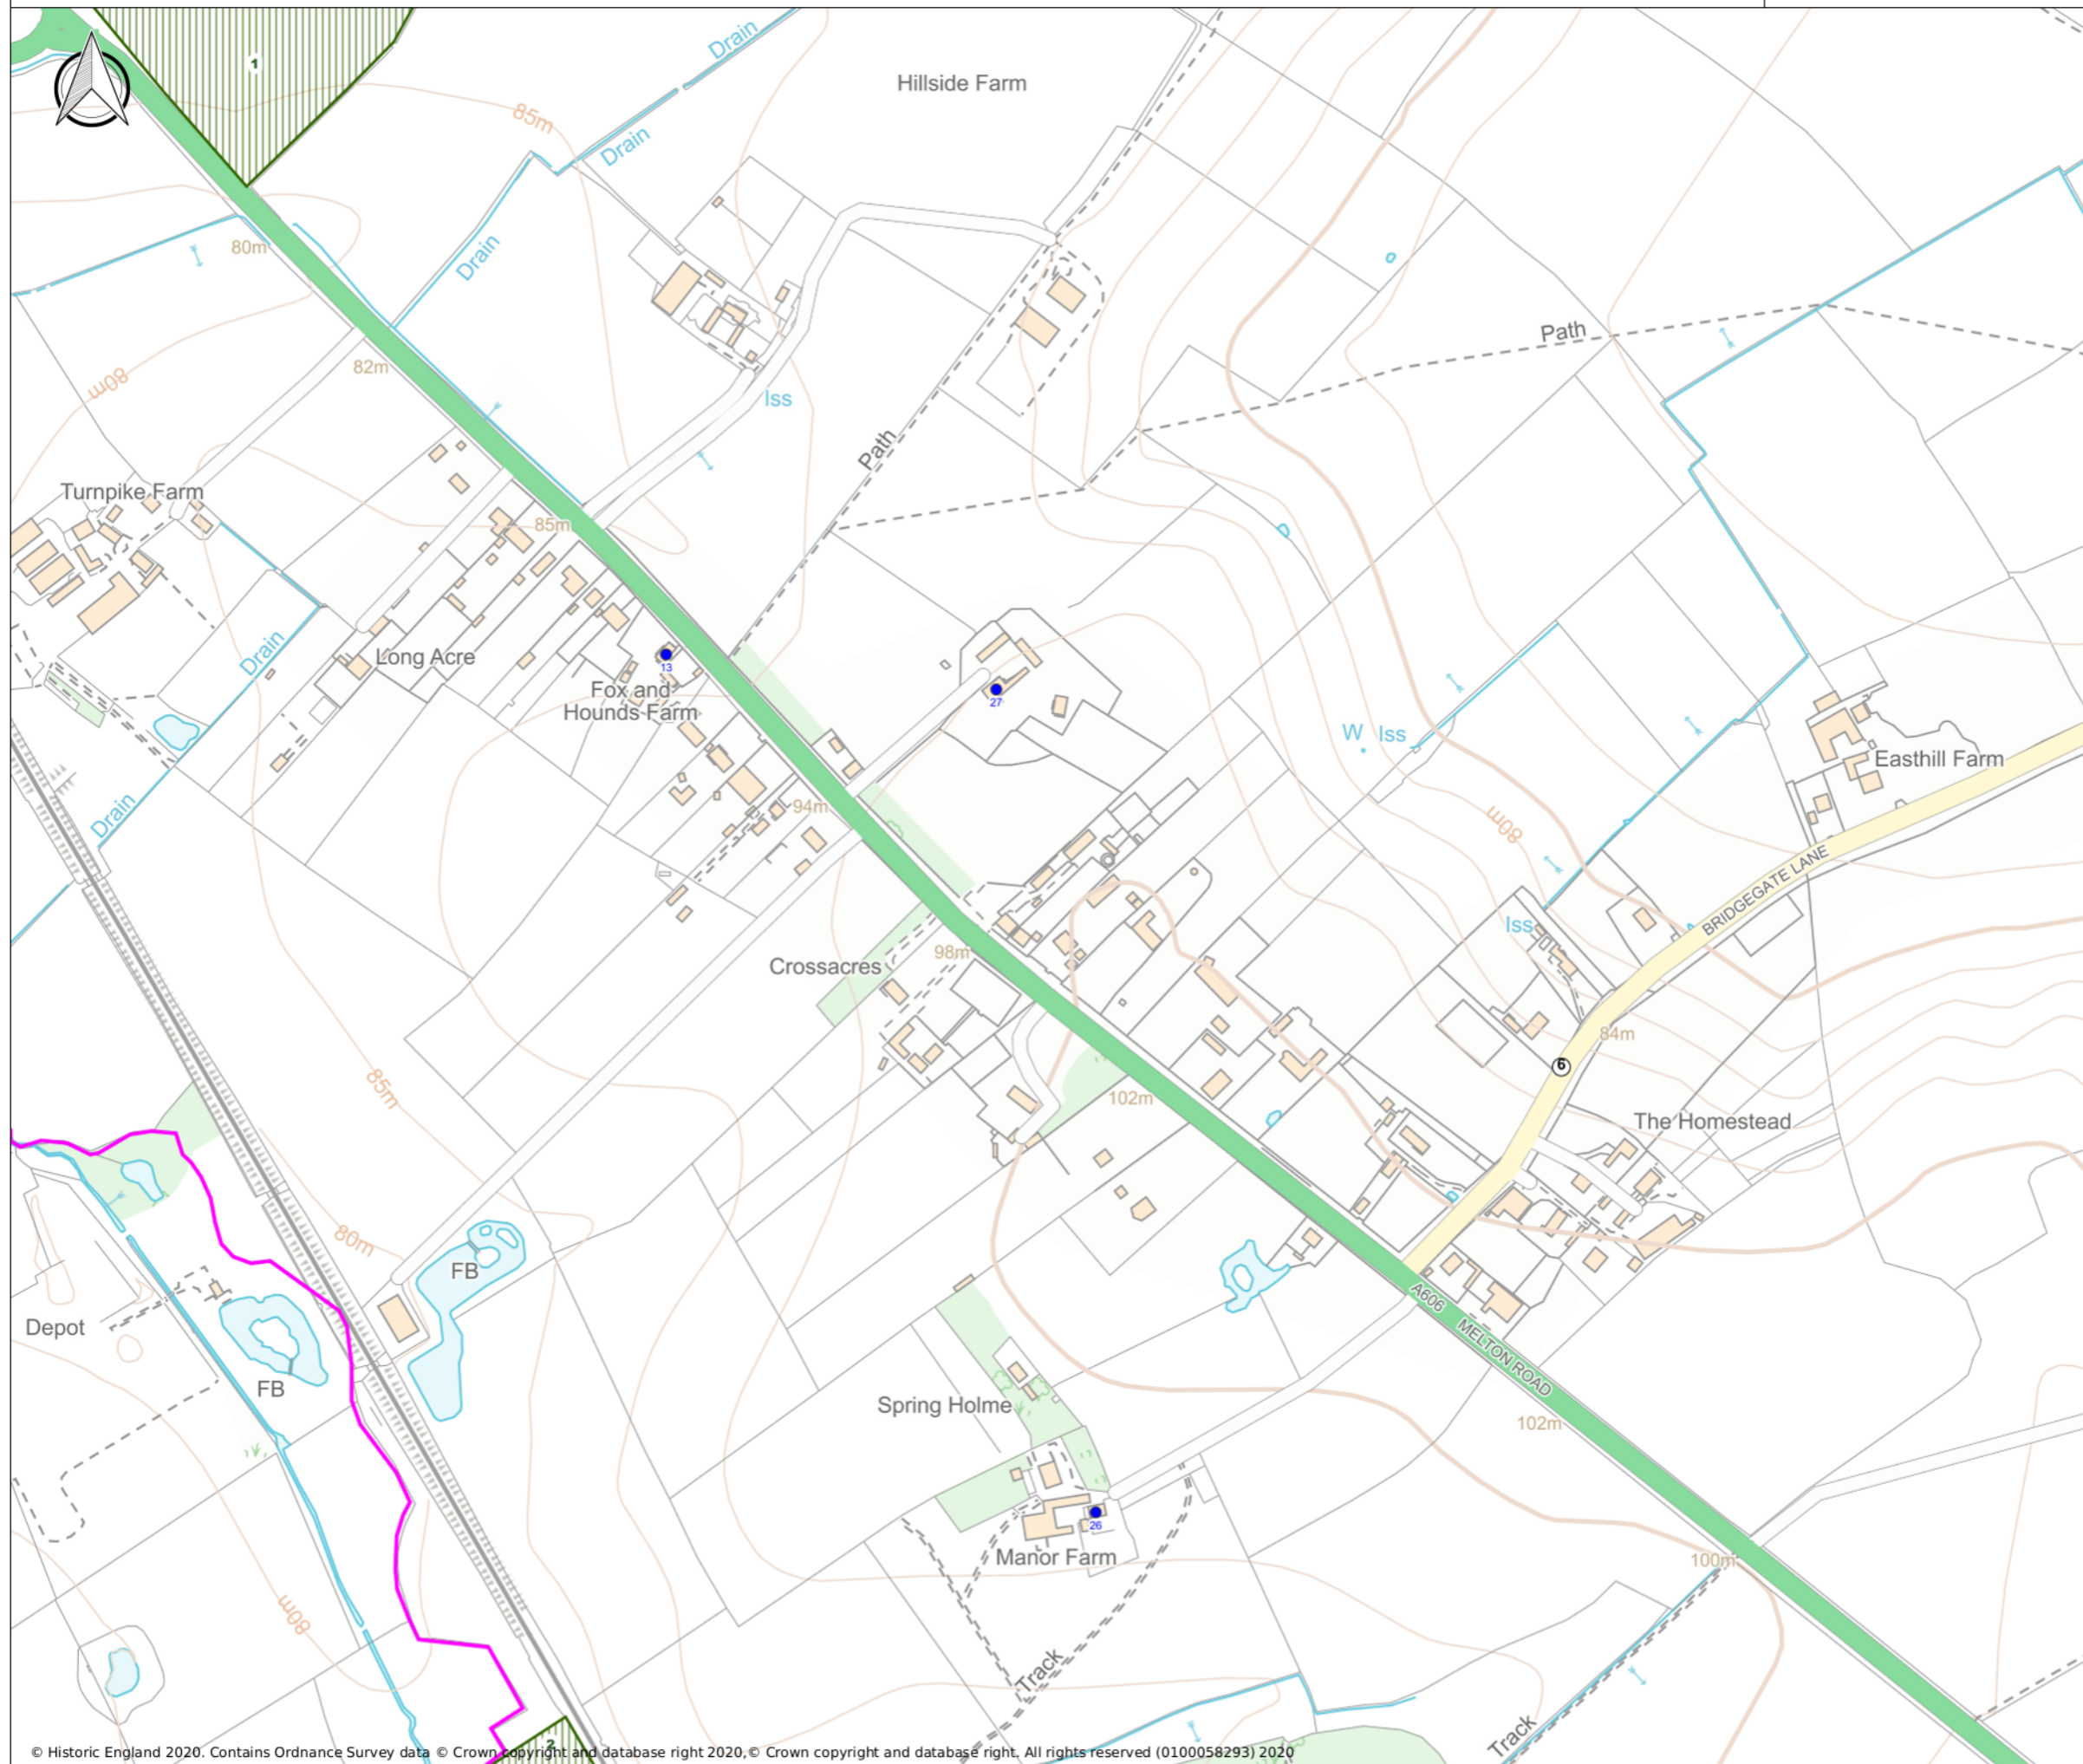 1
Drain
Hillside Farm
85m
Drain
80m
Drain
Path
82m
80m
Iss
Path
Turnpike Farm
85m
Drain
Long Acre
13
Fox and
Hounds Farm
27
W
Iss
Easthill Farm
Drain
94m
80m
BRIDGEGATE LANE
Iss
98m
Crossacres
84m
6
85m
102m
The Homestead
80m
FB
A606
Depot
MELTON ROAD
FB
Spring Holme
102m
26
Manor Farm
100m
80m
Track
Track
2
© Historic England 2020. Contains Ordnance Survey data © Crown copyright and database right 2020,© Crown copyright and database right. All rights reserved (0100058293) 2020